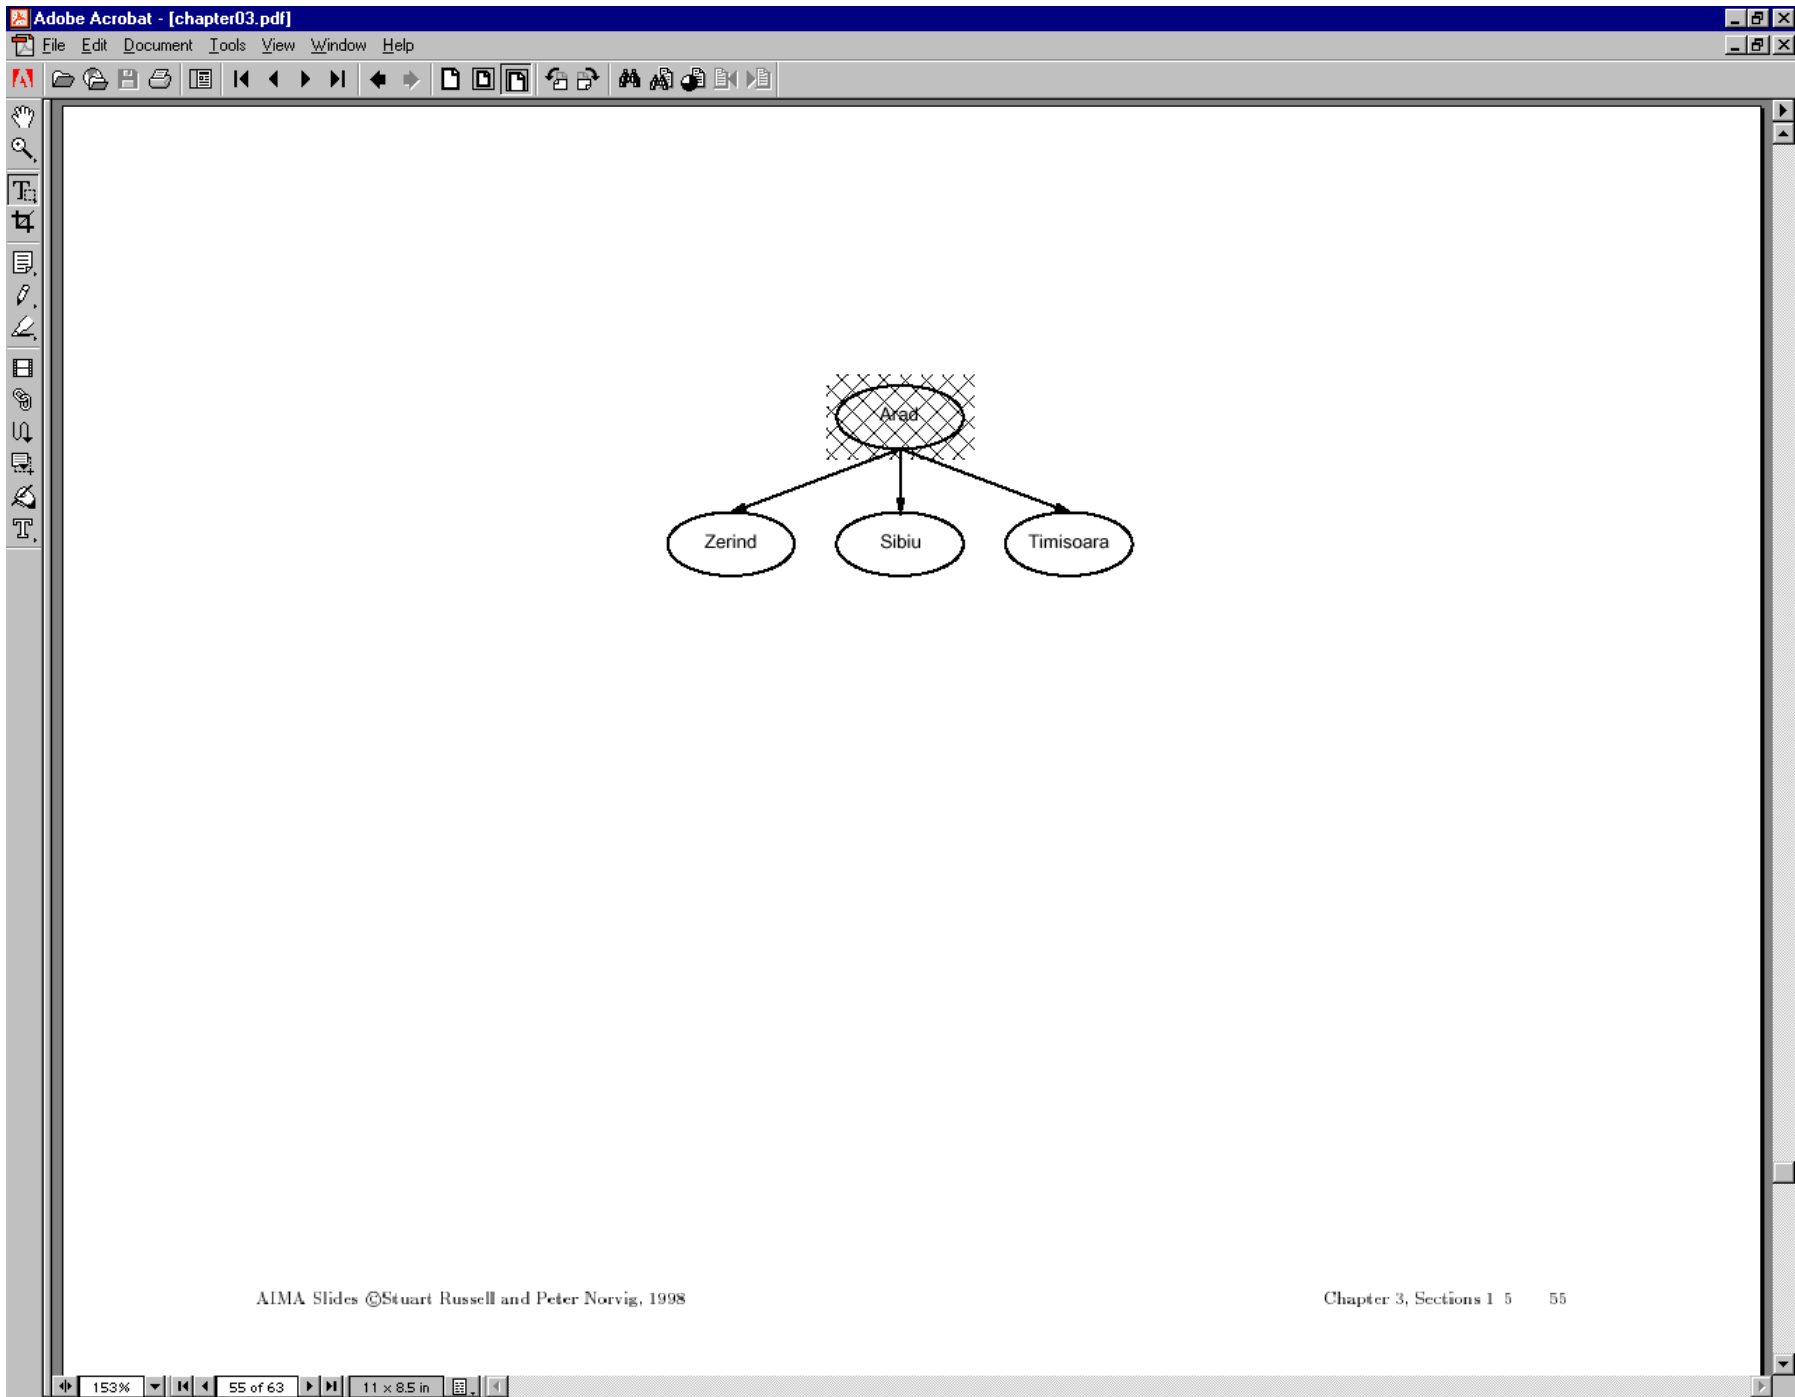 Adobe Acrobat - [chapter03.pdf]
File Edit Document Tools View Window Help
Arad
Zerind Sibiu Timisoara
AIMA Slides ©Stuart Russell and Peter Norvig, 1998 Chapter 3, Sections 1 5 55
153% 55 of 63 11 x 8.5 in